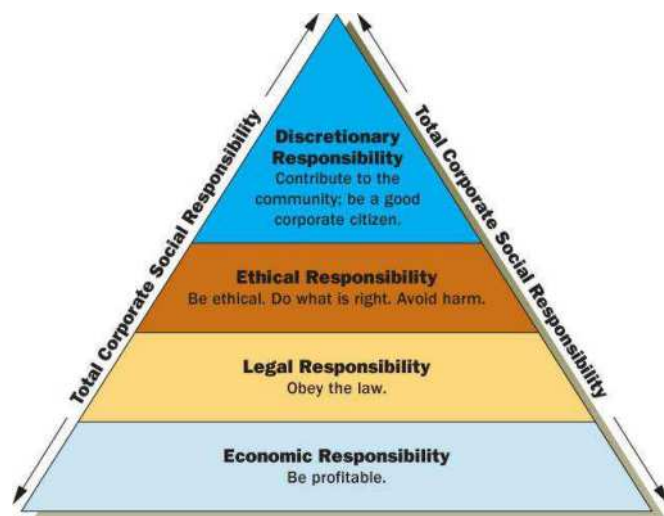 Total Corporate Social Responsibility
Total Corporate Social Responsibility
Discretionary
Responsibility
Contribute to the
community; be a good
corporate citizen.
Ethical Responsibility
Be ethical. Do what is right. Avoid harm.
Legal Responsibility
Obey the law.
Economic Responsibility
Be profitable.